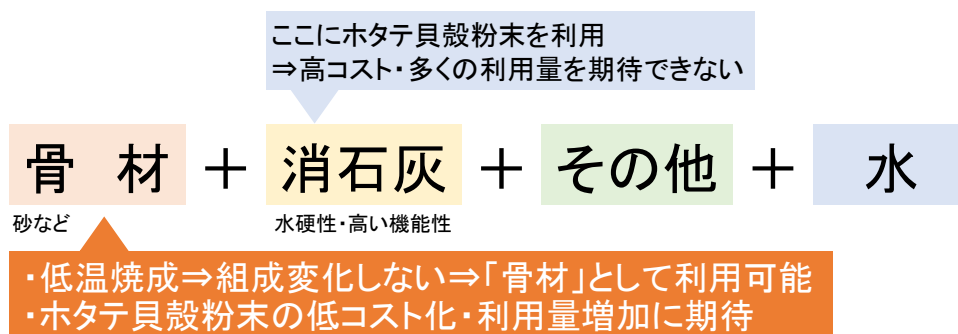 ここにホタテ貝殻粉末を利用
⇒高コスト・多くの利用量を期待できない
骨 材 ＋ 消石灰 ＋ その他 ＋ 水
砂など 水硬性・高い機能性
・低温焼成⇒組成変化しない⇒「骨材」として利用可能
・ホタテ貝殻粉末の低コスト化・利用量増加に期待